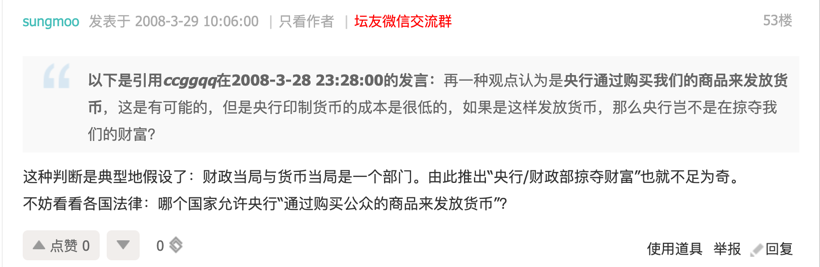 sungmoo 发表于 2008-3-29 10:06:00 | 只看作者 | 坛友微信交流群 53楼
以下是引用ccggqq在2008-3-28 23:28:00的发言：再一种观点认为是央行通过购买我们的商品来发放货
币，这是有可能的，但是央行印制货币的成本是很低的，如果是这样发放货币，那么央行岂不是在掠夺我
们的财富?
这种判断是典型地假设了：财政当局与货币当局是一个部门。由此推出“央行/财政部掠夺财富”也就不足为奇。
不妨看看各国法律：哪个国家允许央行“通过购买公众的商品来发放货币”?
点赞 0 0 使用道具 举报 回复